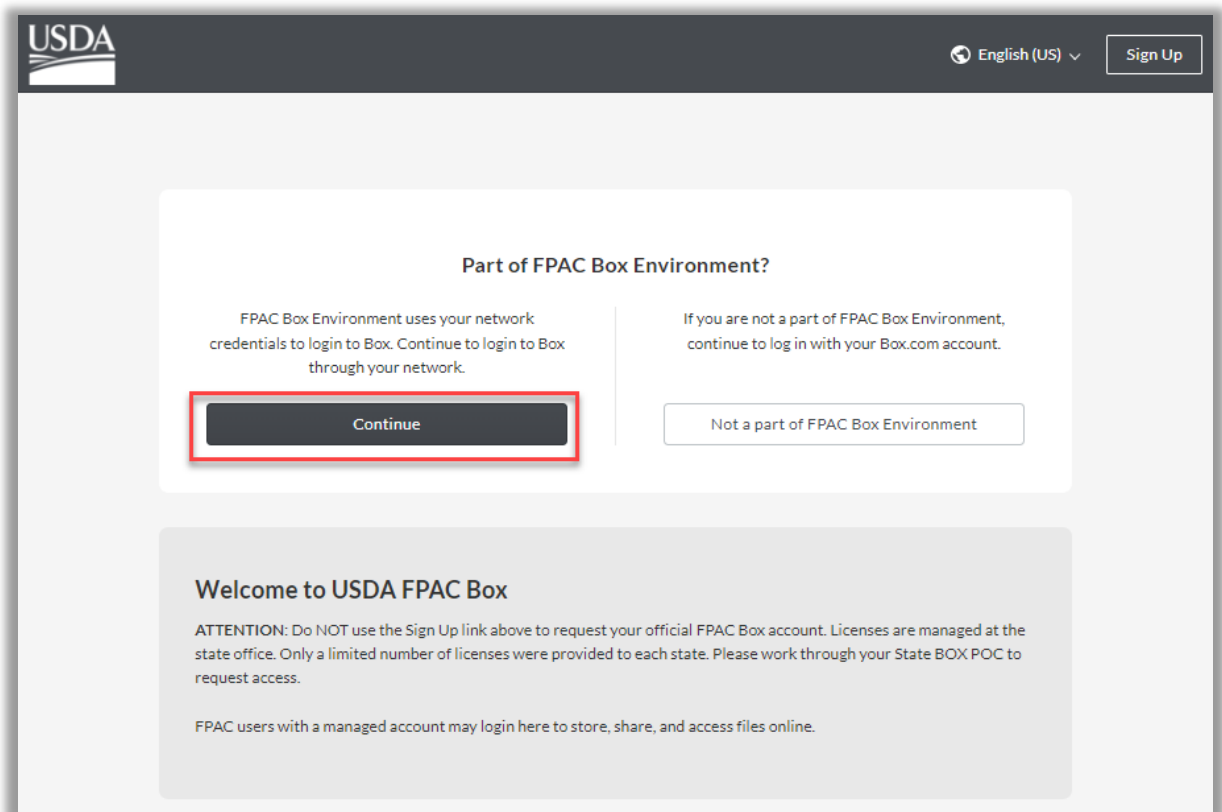 USDA
English (US)
Sign Up
Part of FPAC Box Environment?
FPAC Box Environment uses your network
credentials to login to Box. Continue to login to Box
through your network.
Continue
If you are not a part of FPAC Box Environment,
continue to log in with your Box.com account.
Not a part of FPAC Box Environment
Welcome to USDA FPAC Box
ATTENTION: Do NOT use the Sign Up link above to request your official FPAC Box account. Licenses are managed at the
state office. Only a limited number of licenses were provided to each state. Please work through your State BOX POC to
request access.
FPAC users with a managed account may login here to store, share, and access files online.